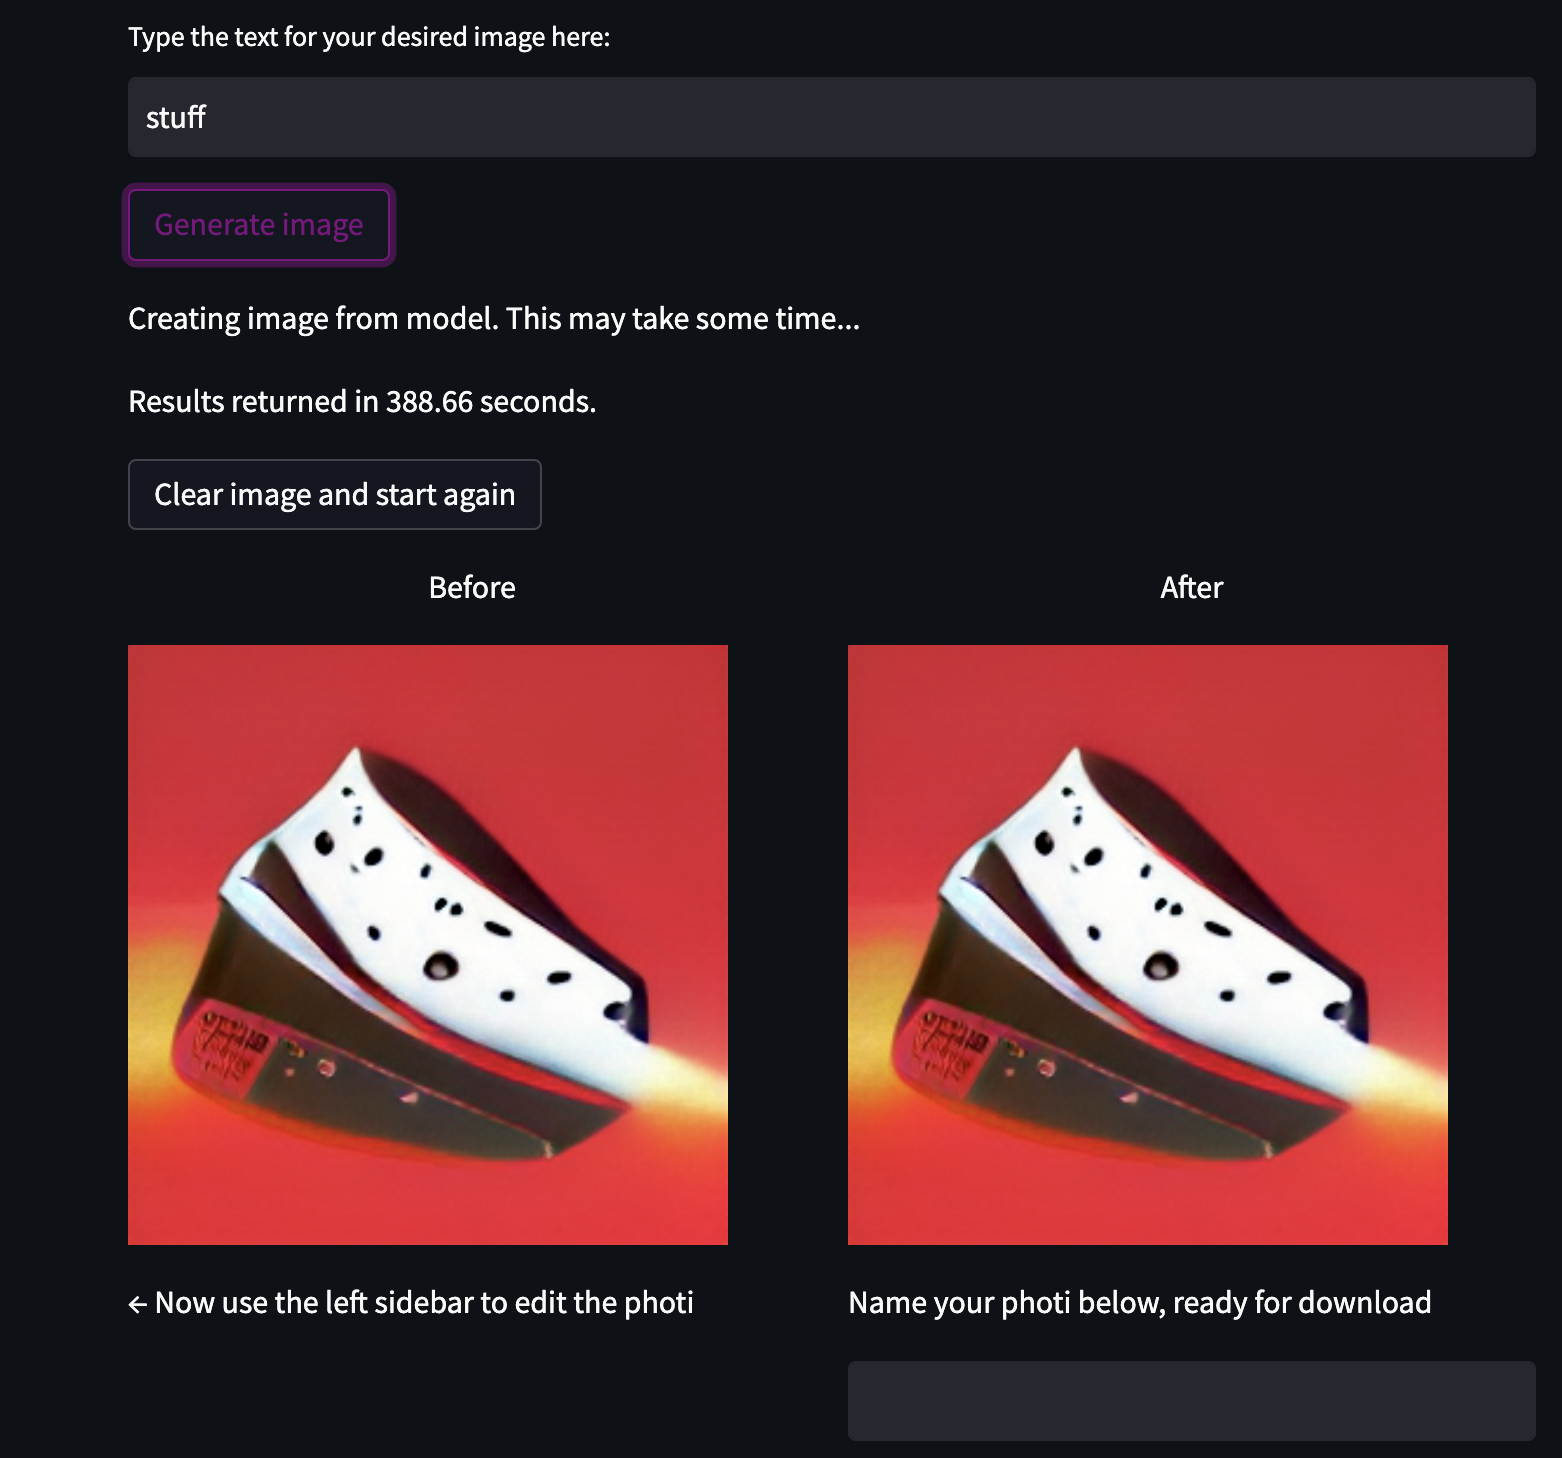 Type the text for your desired image here:
stuff
Generate image
Creating image from model. This may take some time...
Results returned in 388.66 seconds.
Clear image and start again
Before
After
← Now use the left sidebar to edit the photi
Name your photi below, ready for download